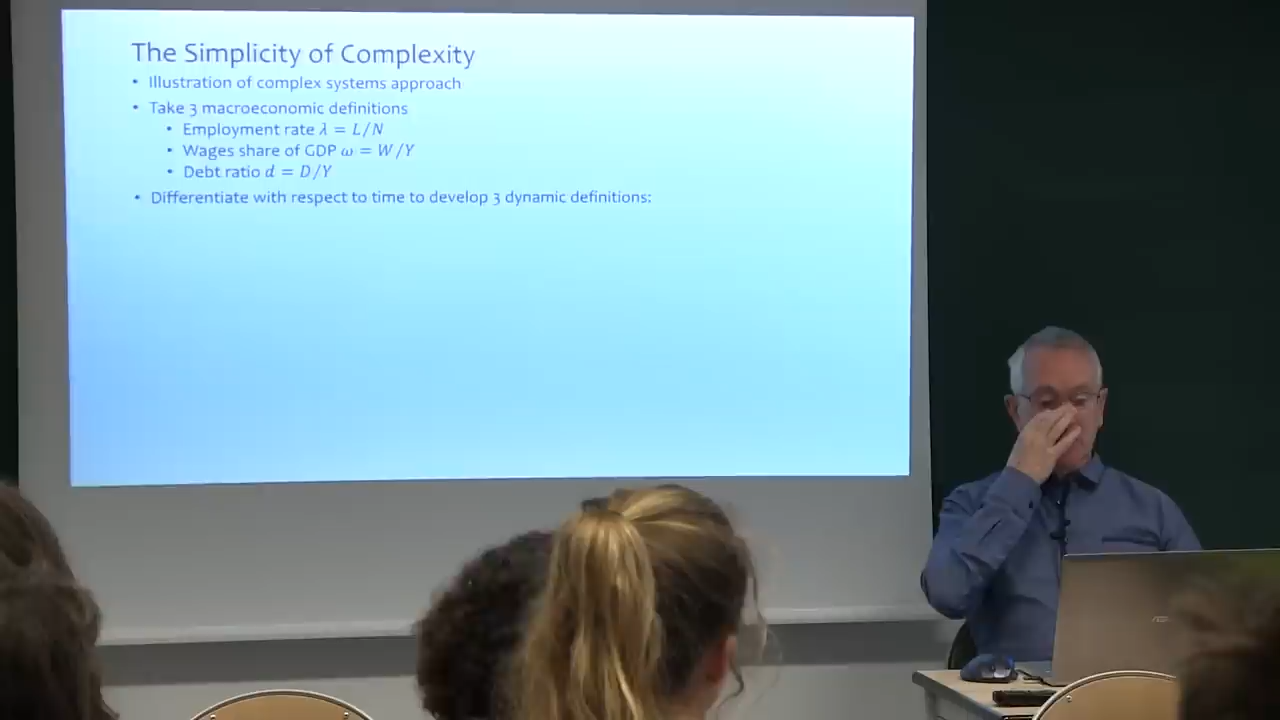 The Simplicity of Complexity
• Illustration of complex systems approach
• Take 3 macroeconomic definitions
• Employment rate λ = L/N
• Wages share of GDP ω = W/Y
• Debt ratio d = D/Y
• Differentiate with respect to time to develop 3 dynamic definitions: